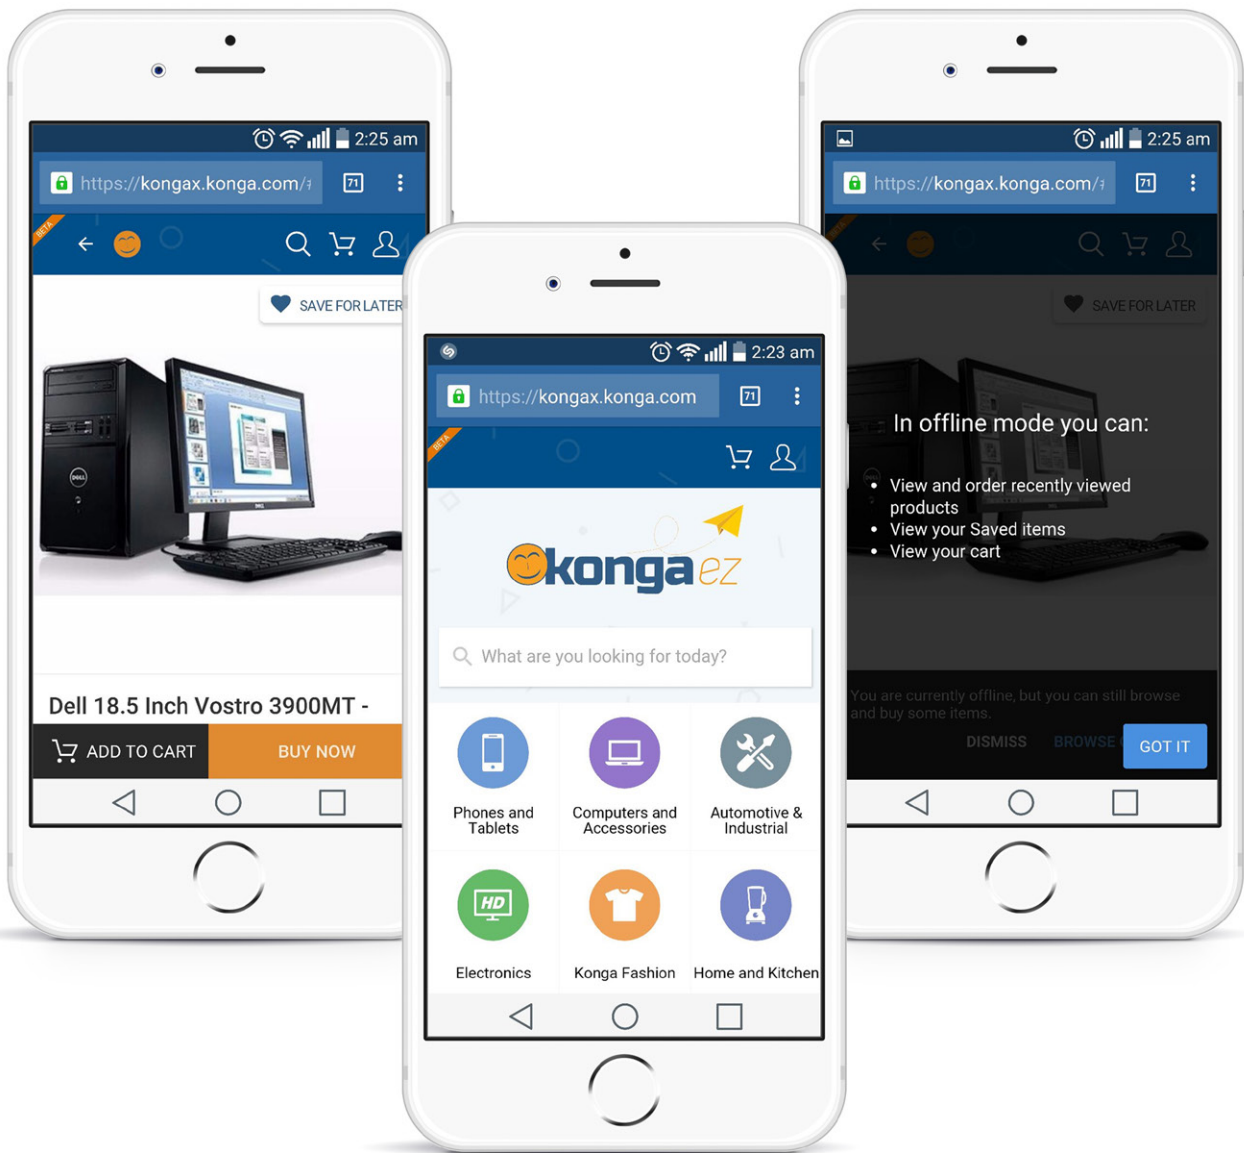 2:25 am
https://kongax.konga.com/
71
BETA
SAVE FOR LATER
DELL
DELL
Dell 18.5 Inch Vostro 3900MT -
ADD TO CART
BUY NOW
2:23 am
https://kongax.konga.com
71
BETA
konga ez
What are you looking for today?
Phones and
Tablets
Computers and
Accessories
Automotive &
Industrial
HD
Electronics
Konga Fashion
Home and Kitchen
2:25 am
https://kongax.konga.com/
71
BETA
SAVE FOR LATER
In offline mode you can:
• View and order recently viewed
products
• View your Saved items
• View your cart
You are currently offline, but you can still browse
and buy some items.
DISMISS
BROWSE
GOT IT